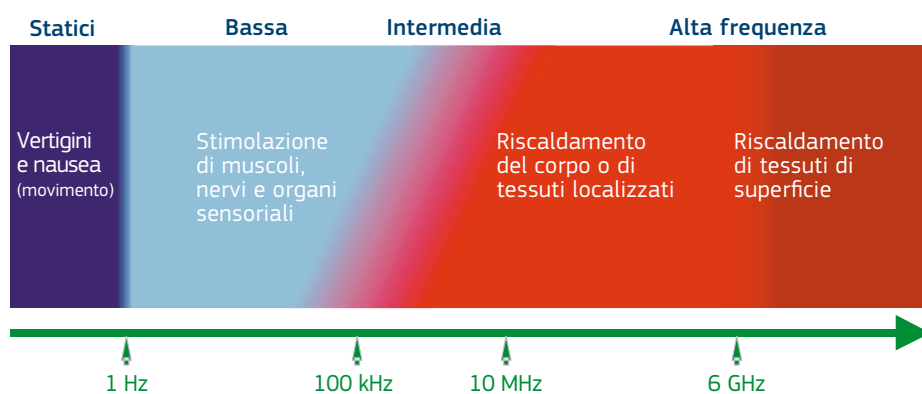 Statici
Bassa
Intermedia
Alta frequenza
Vertigini
e nausea
(movimento)
Stimolazione
di muscoli,
nervi e organi
sensoriali
Riscaldamento
del corpo o di
tessuti localizzati
Riscaldamento
di tessuti di
superficie
1 Hz
100 kHz
10 MHz
6 GHz